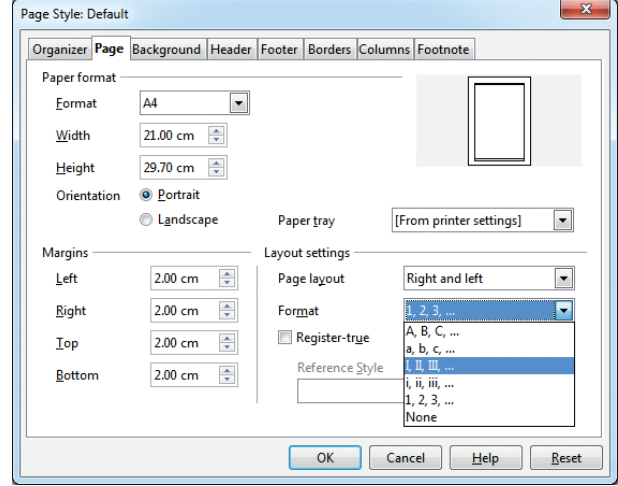 Page Style: Default
Organizer Page Background Header Footer Borders Columns Footnote
Paper format
Format A4
Width 21.00 cm
Height 29.70 cm
Orientation Portrait
Landscape
Paper tray [From printer settings]
Margins
Left 2.00 cm
Right 2.00 cm
Top 2.00 cm
Bottom 2.00 cm
Layout settings
Page layout Right and left
Format 1, 2, 3, ...
A, B, C, ...
a, b, c, ...
I, II, III, ...
i, ii, iii, ...
1, 2, 3, ...
None
Register-true
Reference Style
OK Cancel Help Reset